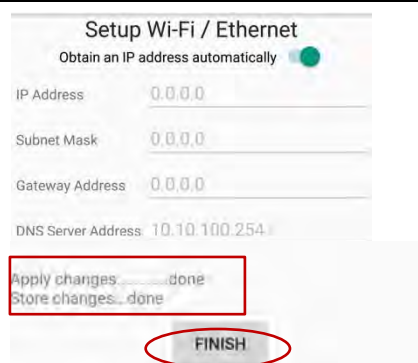 Setup Wi-Fi / Ethernet
Obtain an IP address automatically
IP Address 0.0.0.0
Subnet Mask 0.0.0.0
Gateway Address 0.0.0.0
DNS Server Address 10.10.100.254
Apply changes..............done
Store changes...done
FINISH